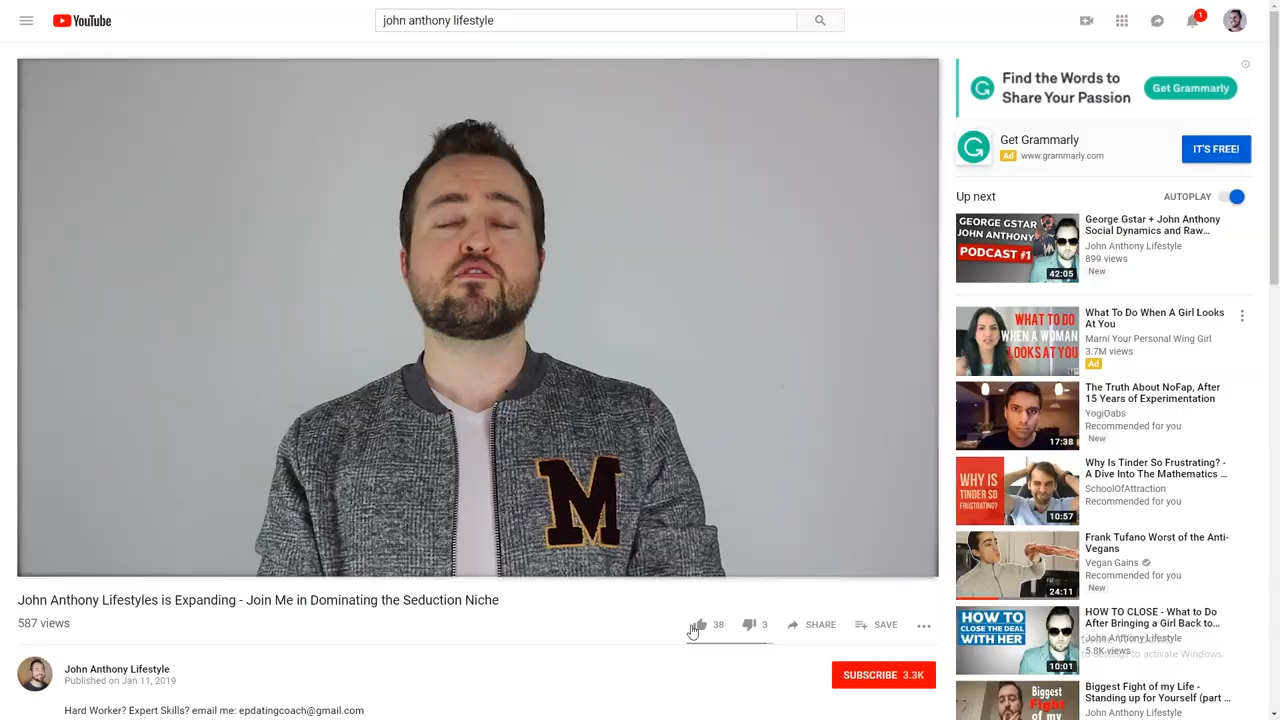 YouTube
john anthony lifestyle
1
M
John Anthony Lifestyles is Expanding - Join Me in Dominating the Seduction Niche
587 views
38
3
SHARE
SAVE
John Anthony Lifestyle
Published on Jan 11, 2019
SUBSCRIBE 3.3K
Hard Worker? Expert Skills? email me: epdatingcoach@gmail.com
Find the Words to
Share Your Passion
Get Grammarly
Get Grammarly
Ad www.grammarly.com
IT'S FREE!
Up next
AUTOPLAY
GEORGE GSTAR +
JOHN ANTHONY
PODCAST #1
42:05
George Gstar + John Anthony
Social Dynamics and Raw...
John Anthony Lifestyle
899 views
New
WHAT TO DO
WHEN A WOMAN
LOOKS AT YOU
What To Do When A Girl Looks
At You
Marni Your Personal Wing Girl
3.7M views
Ad
17:38
The Truth About NoFap, After
15 Years of Experimentation
YogiOabs
Recommended for you
New
WHY IS
TINDER SO
FRUSTRATING?
10:57
Why Is Tinder So Frustrating? -
A Dive Into The Mathematics ...
SchoolOfAttraction
Recommended for you
24:11
Frank Tufano Worst of the Anti-
Vegans
Vegan Gains
Recommended for you
New
HOW TO
CLOSE THE DEAL
WITH HER
10:01
HOW TO CLOSE - What to Do
After Bringing a Girl Back to...
John Anthony Lifestyle
5.8K views
to activate Windows.
Biggest
Fight
of my
Biggest Fight of my Life -
Standing up for Yourself (part ...
John Anthony Lifestyle